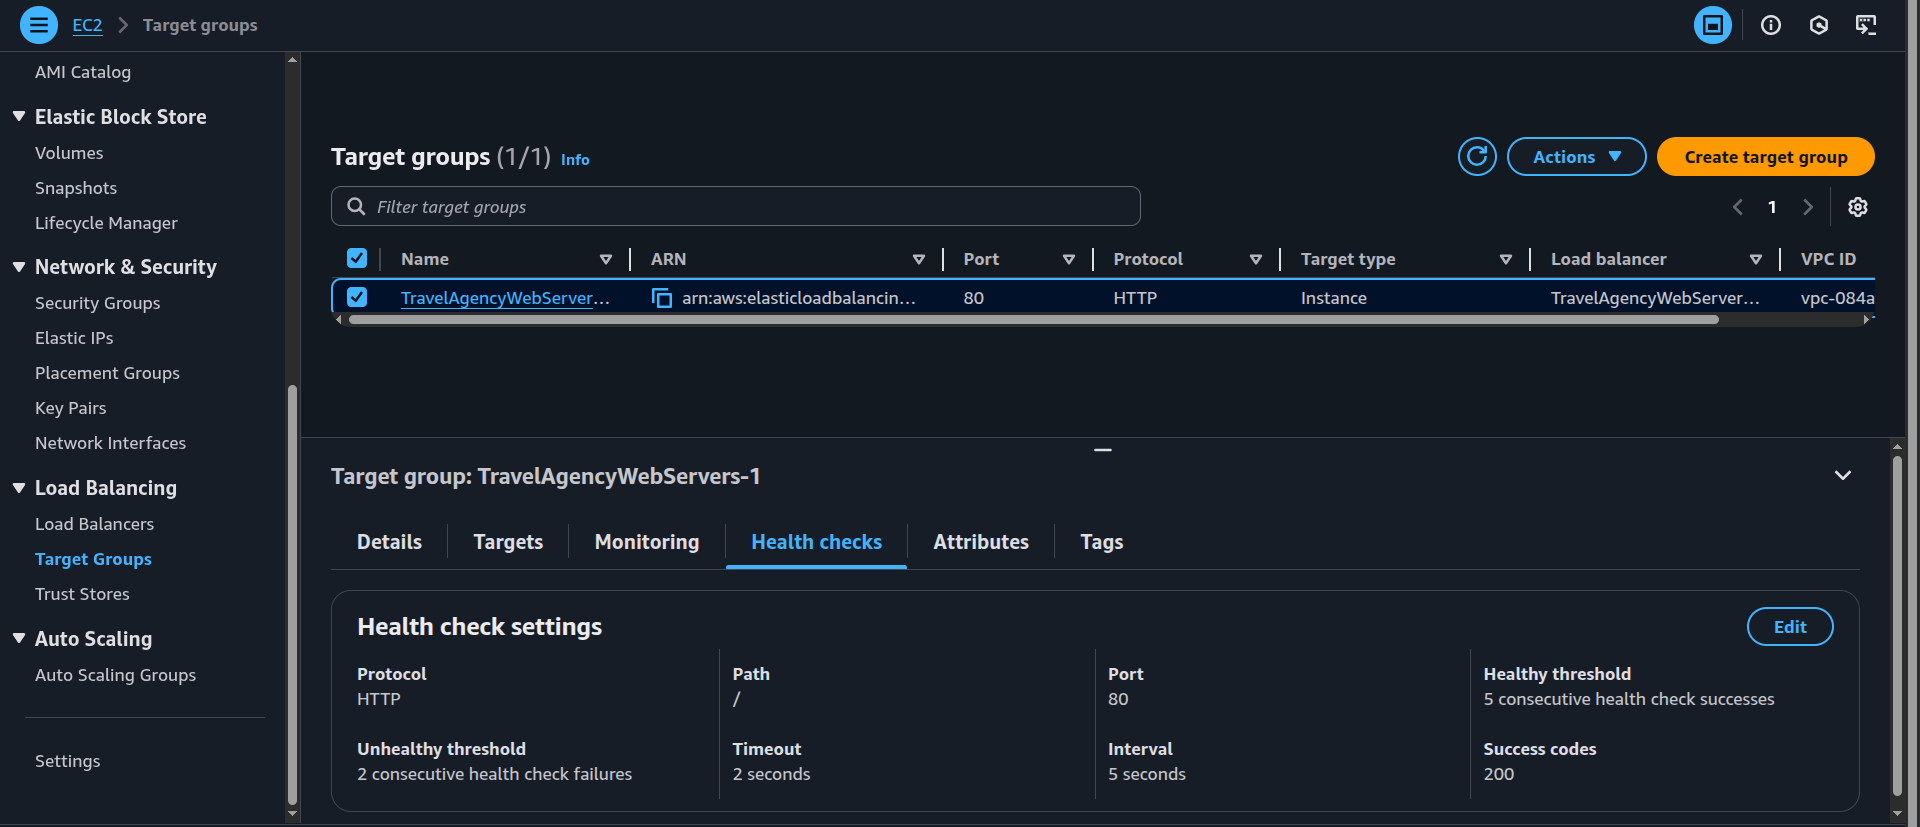 EC2 > Target groups
AMI Catalog
Elastic Block Store
Volumes
Snapshots
Lifecycle Manager
Network & Security
Security Groups
Elastic IPs
Placement Groups
Key Pairs
Network Interfaces
Load Balancing
Load Balancers
Target Groups
Trust Stores
Auto Scaling
Auto Scaling Groups
Settings
Target groups (1/1) Info
Actions
Create target group
Filter target groups
1
Name ARN Port Protocol Target type Load balancer VPC ID
TravelAgencyWebServer… arn:aws:elasticloadbalancin… 80 HTTP Instance TravelAgencyWebServer… vpc-084a
Target group: TravelAgencyWebServers-1
Details Targets Monitoring Health checks Attributes Tags
Health check settings
Edit
Protocol Path Port Healthy threshold
HTTP / 80 5 consecutive health check successes
Unhealthy threshold Timeout Interval Success codes
2 consecutive health check failures 2 seconds 5 seconds 200